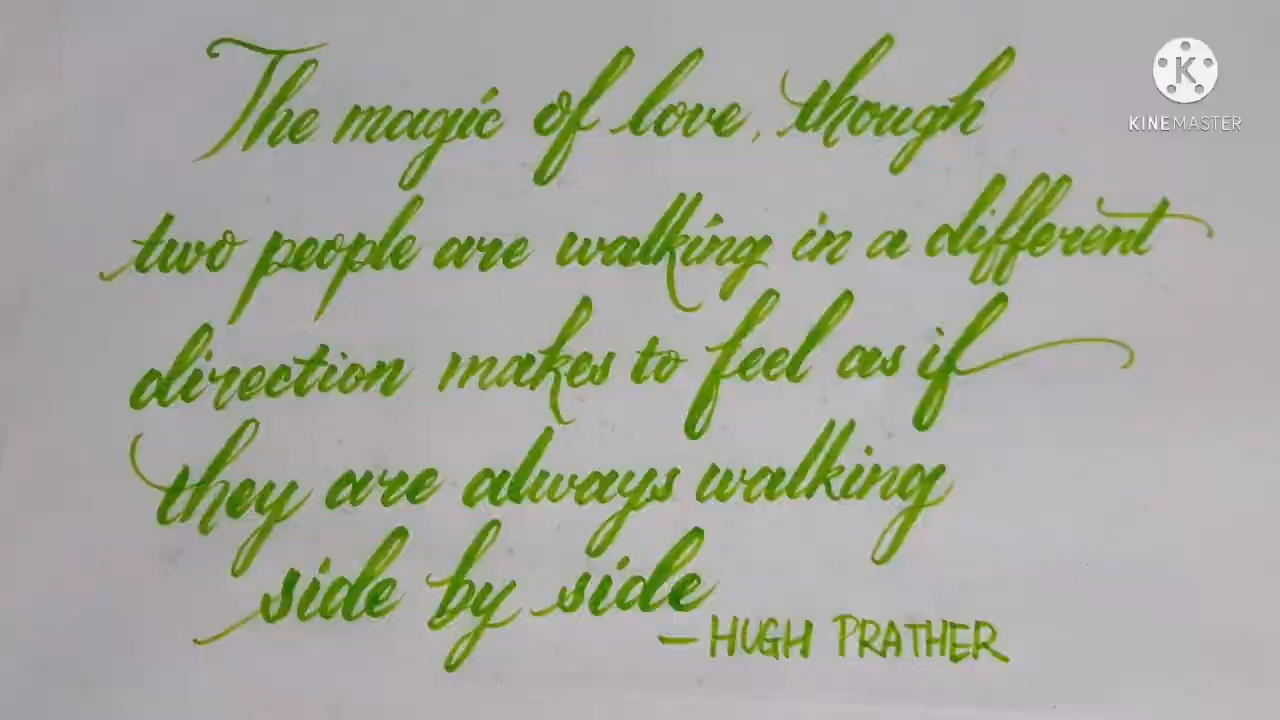 The magic of love, though
KINEMASTER
two people are walking in a different
direction makes to feel as if
they are always walking
side by side
— HUGH PRATHER